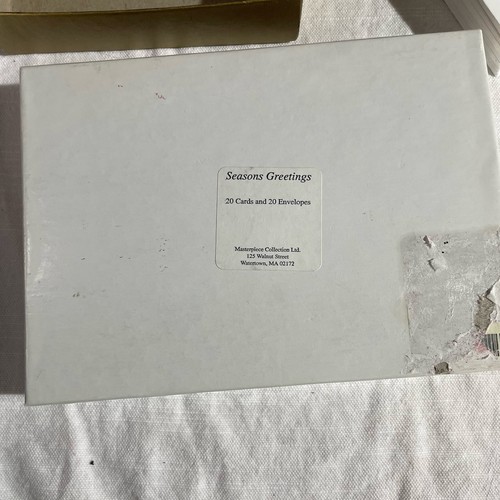 Seasons Greetings
20 Cards and 20 Envelopes
Masterpiece Collection Ltd.
125 Walnut Street
Watertown, MA 02172